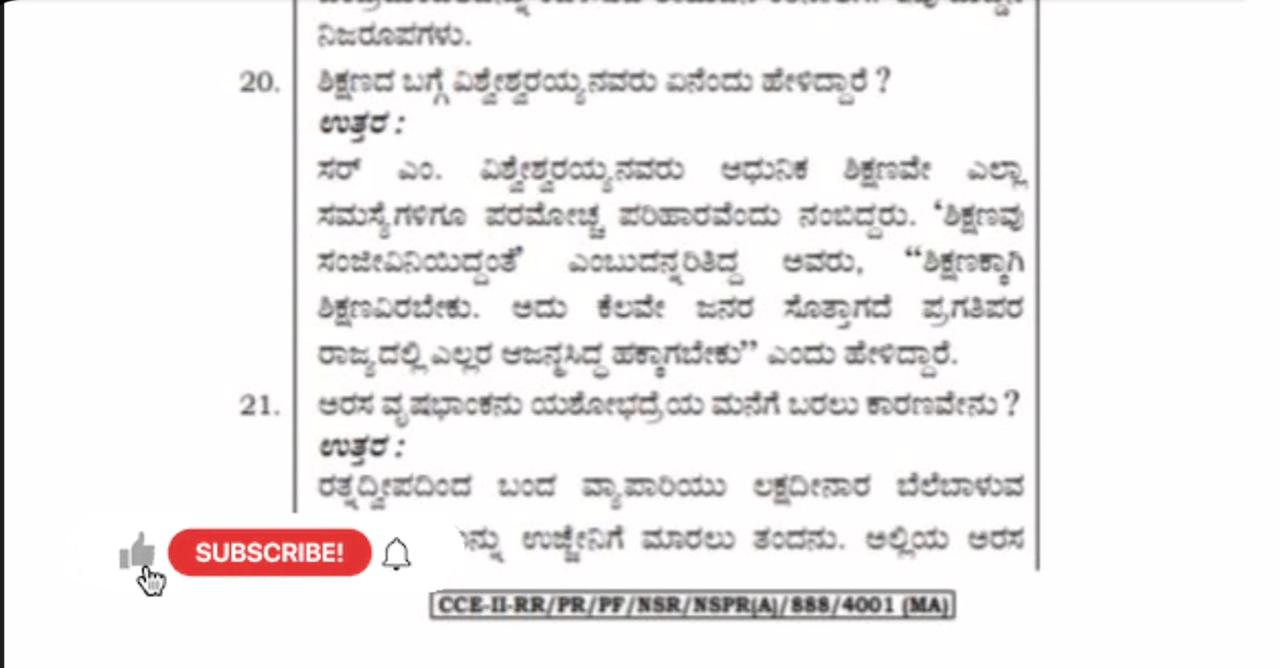 ನಿಜರೂಪಗಳು.
20. ಶಿಕ್ಷಣದ ಬಗ್ಗೆ ವಿಶ್ವೇಶ್ವರಯ್ಯನವರು ಏನೆಂದು ಹೇಳಿದ್ದಾರೆ ?
ಉತ್ತರ :
ಸರ್ ಎಂ. ವಿಶ್ವೇಶ್ವರಯ್ಯನವರು ಆಧುನಿಕ ಶಿಕ್ಷಣವೇ ಎಲ್ಲಾ
ಸಮಸ್ಯೆಗಳಿಗೂ ಪರಮೋಚ್ಚ ಪರಿಹಾರವೆಂದು ನಂಬಿದ್ದರು. ‘ಶಿಕ್ಷಣವು
ಸಂಜೀವಿನಿಯಿದ್ದಂತೆ’ ಎಂಬುದನ್ನರಿತಿದ್ದ ಅವರು, “ಶಿಕ್ಷಣಕ್ಕಾಗಿ
ಶಿಕ್ಷಣವಿರಬೇಕು. ಅದು ಕೆಲವೇ ಜನರ ಸೊತ್ತಾಗದೆ ಪ್ರಗತಿಪರ
ರಾಜ್ಯದಲ್ಲಿ ಎಲ್ಲರ ಆಜನ್ಮಸಿದ್ಧ ಹಕ್ಕಾಗಬೇಕು” ಎಂದು ಹೇಳಿದ್ದಾರೆ.
21. ಅರಸ ವೃಷಭಾಂಕನು ಯಶೋಭದ್ರೆಯ ಮನೆಗೆ ಬರಲು ಕಾರಣವೇನು ?
ಉತ್ತರ :
ರತ್ನದ್ವೀಪದಿಂದ ಬಂದ ವ್ಯಾಪಾರಿಯು ಲಕ್ಷದೀನಾರ ಬೆಲೆಬಾಳುವ
ಉಜ್ಜೇನಿಗೆ ಮಾರಲು ತಂದನು. ಅಲ್ಲಿಯ ಅರಸ
SUBSCRIBE!
CCE-II-RR/PR/PF/NSR/NSPR(A)/888/4001 (MA)